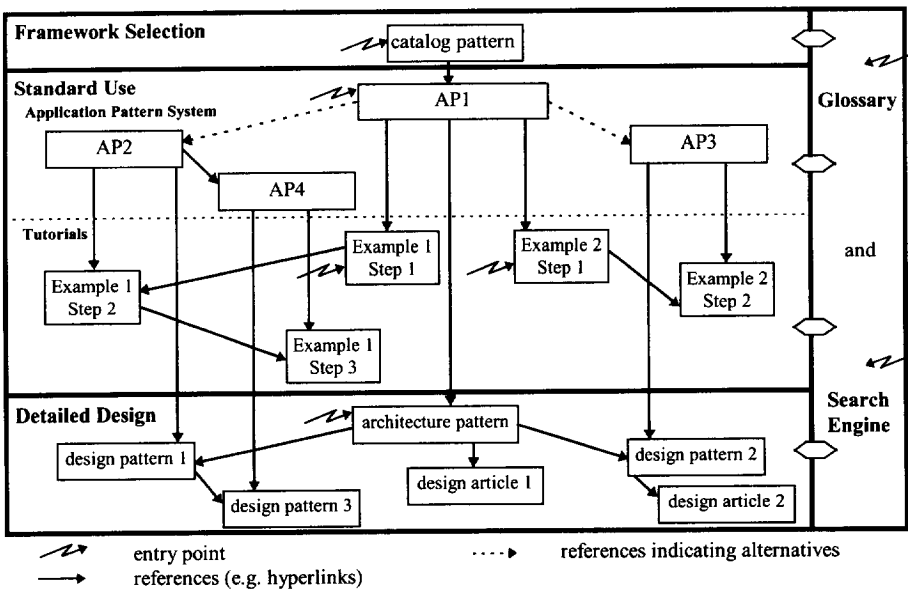 Framework Selection
catalog pattern
Standard Use
Application Pattern System
AP1
Glossary
AP2
AP3
AP4
Tutorials
Example 1
Step 1
Example 2
Step 1
and
Example 1
Step 2
Example 2
Step 2
Example 1
Step 3
Detailed Design
architecture pattern
Search
Engine
design pattern 1
design pattern 2
design article 1
design pattern 3
design article 2
entry point
references indicating alternatives
references (e.g. hyperlinks)